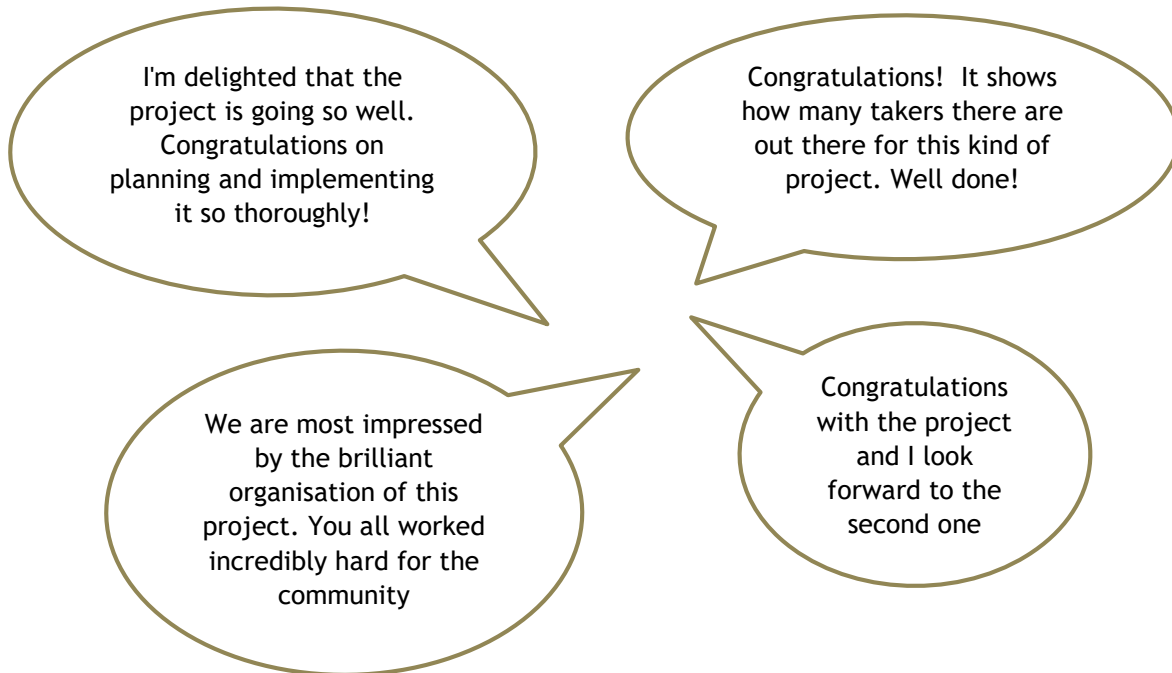 I'm delighted that the
project is going so well.
Congratulations on
planning and implementing
it so thoroughly!
Congratulations!  It shows
how many takers there are
out there for this kind of
project. Well done!
We are most impressed
by the brilliant
organisation of this
project. You all worked
incredibly hard for the
community
Congratulations
with the project
and I look
forward to the
second one